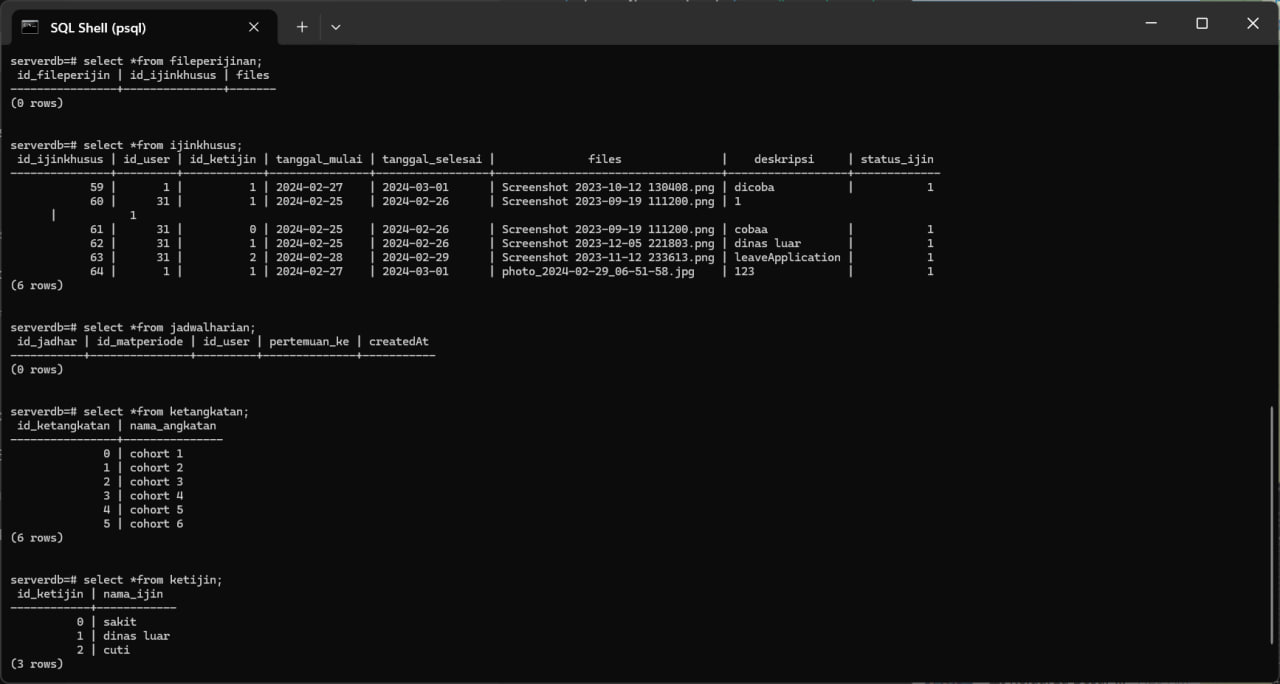 SQL Shell (psql)
serverdb=# select *from fileperijinan;
 id_fileperijin | id_ijinkhusus | files
----------------+---------------+-------
(0 rows)
serverdb=# select *from ijinkhusus;
 id_ijinkhusus | id_user | id_ketijin | tanggal_mulai | tanggal_selesai |              files               |    deskripsi     | status_ijin
---------------+---------+------------+---------------+-----------------+----------------------------------+------------------+-------------
            59 |       1 |          1 | 2024-02-27    | 2024-03-01      | Screenshot 2023-10-12 130408.png | dicoba           |           1
            60 |      31 |          1 | 2024-02-25    | 2024-02-26      | Screenshot 2023-09-19 111200.png | 1
      |           1
            61 |      31 |          0 | 2024-02-25    | 2024-02-26      | Screenshot 2023-09-19 111200.png | cobaa            |           1
            62 |      31 |          1 | 2024-02-25    | 2024-02-26      | Screenshot 2023-12-05 221803.png | dinas luar       |           1
            63 |      31 |          2 | 2024-02-28    | 2024-02-29      | Screenshot 2023-11-12 233613.png | leaveApplication |           1
            64 |       1 |          1 | 2024-02-27    | 2024-03-01      | photo_2024-02-29_06-51-58.jpg    | 123              |           1
(6 rows)
serverdb=# select *from jadwalharian;
 id_jadhar | id_matperiode | id_user | pertemuan_ke | createdAt
-----------+---------------+---------+--------------+-----------
(0 rows)
serverdb=# select *from ketangkatan;
 id_ketangkatan | nama_angkatan
----------------+---------------
              0 | cohort 1
              1 | cohort 2
              2 | cohort 3
              3 | cohort 4
              4 | cohort 5
              5 | cohort 6
(6 rows)
serverdb=# select *from ketijin;
 id_ketijin | nama_ijin
------------+------------
          0 | sakit
          1 | dinas luar
          2 | cuti
(3 rows)